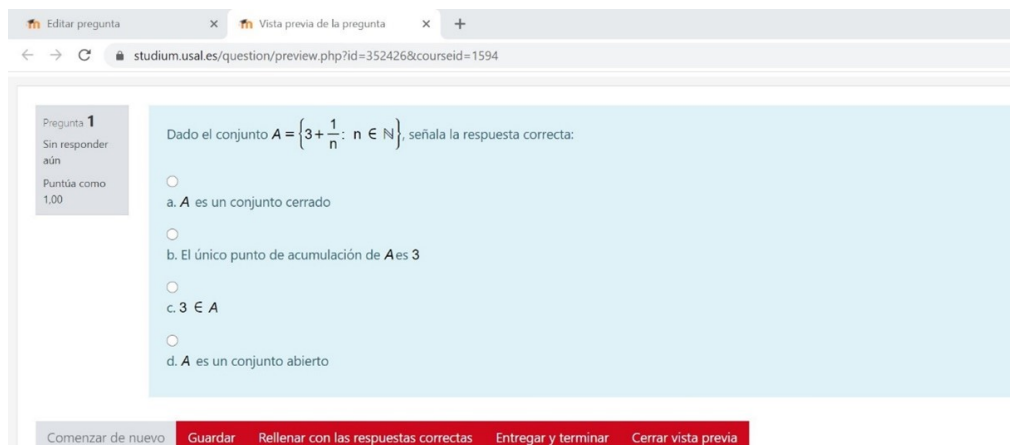 Editar pregunta
Vista previa de la pregunta
studium.usal.es/question/preview.php?id=352426&courseid=1594
Pregunta 1
Sin responder
aún
Puntúa como
1,00
Dado el conjunto A = {3 + 1/n : n ∈ ℕ}, señala la respuesta correcta:
a. A es un conjunto cerrado
b. El único punto de acumulación de A es 3
c. 3 ∈ A
d. A es un conjunto abierto
Comenzar de nuevo Guardar Rellenar con las respuestas correctas Entregar y terminar Cerrar vista previa